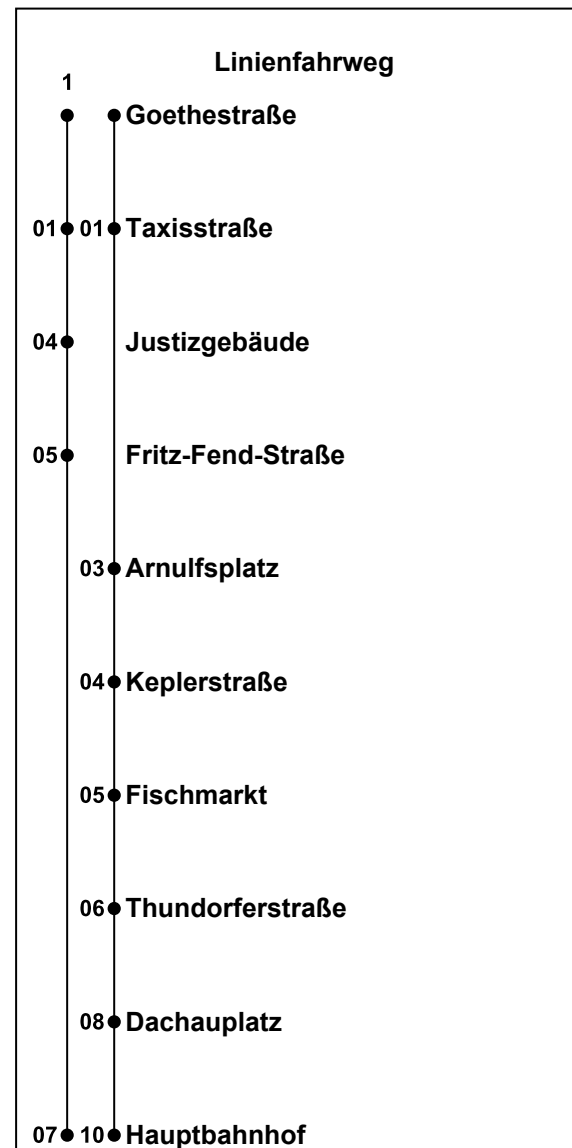 Linienfahrweg
1
Goethestraße
01 01 Taxisstraße
04 Justizgebäude
05 Fritz-Fend-Straße
03 Arnulfsplatz
04 Keplerstraße
05 Fischmarkt
06 Thundorferstraße
08 Dachauplatz
07 10 Hauptbahnhof